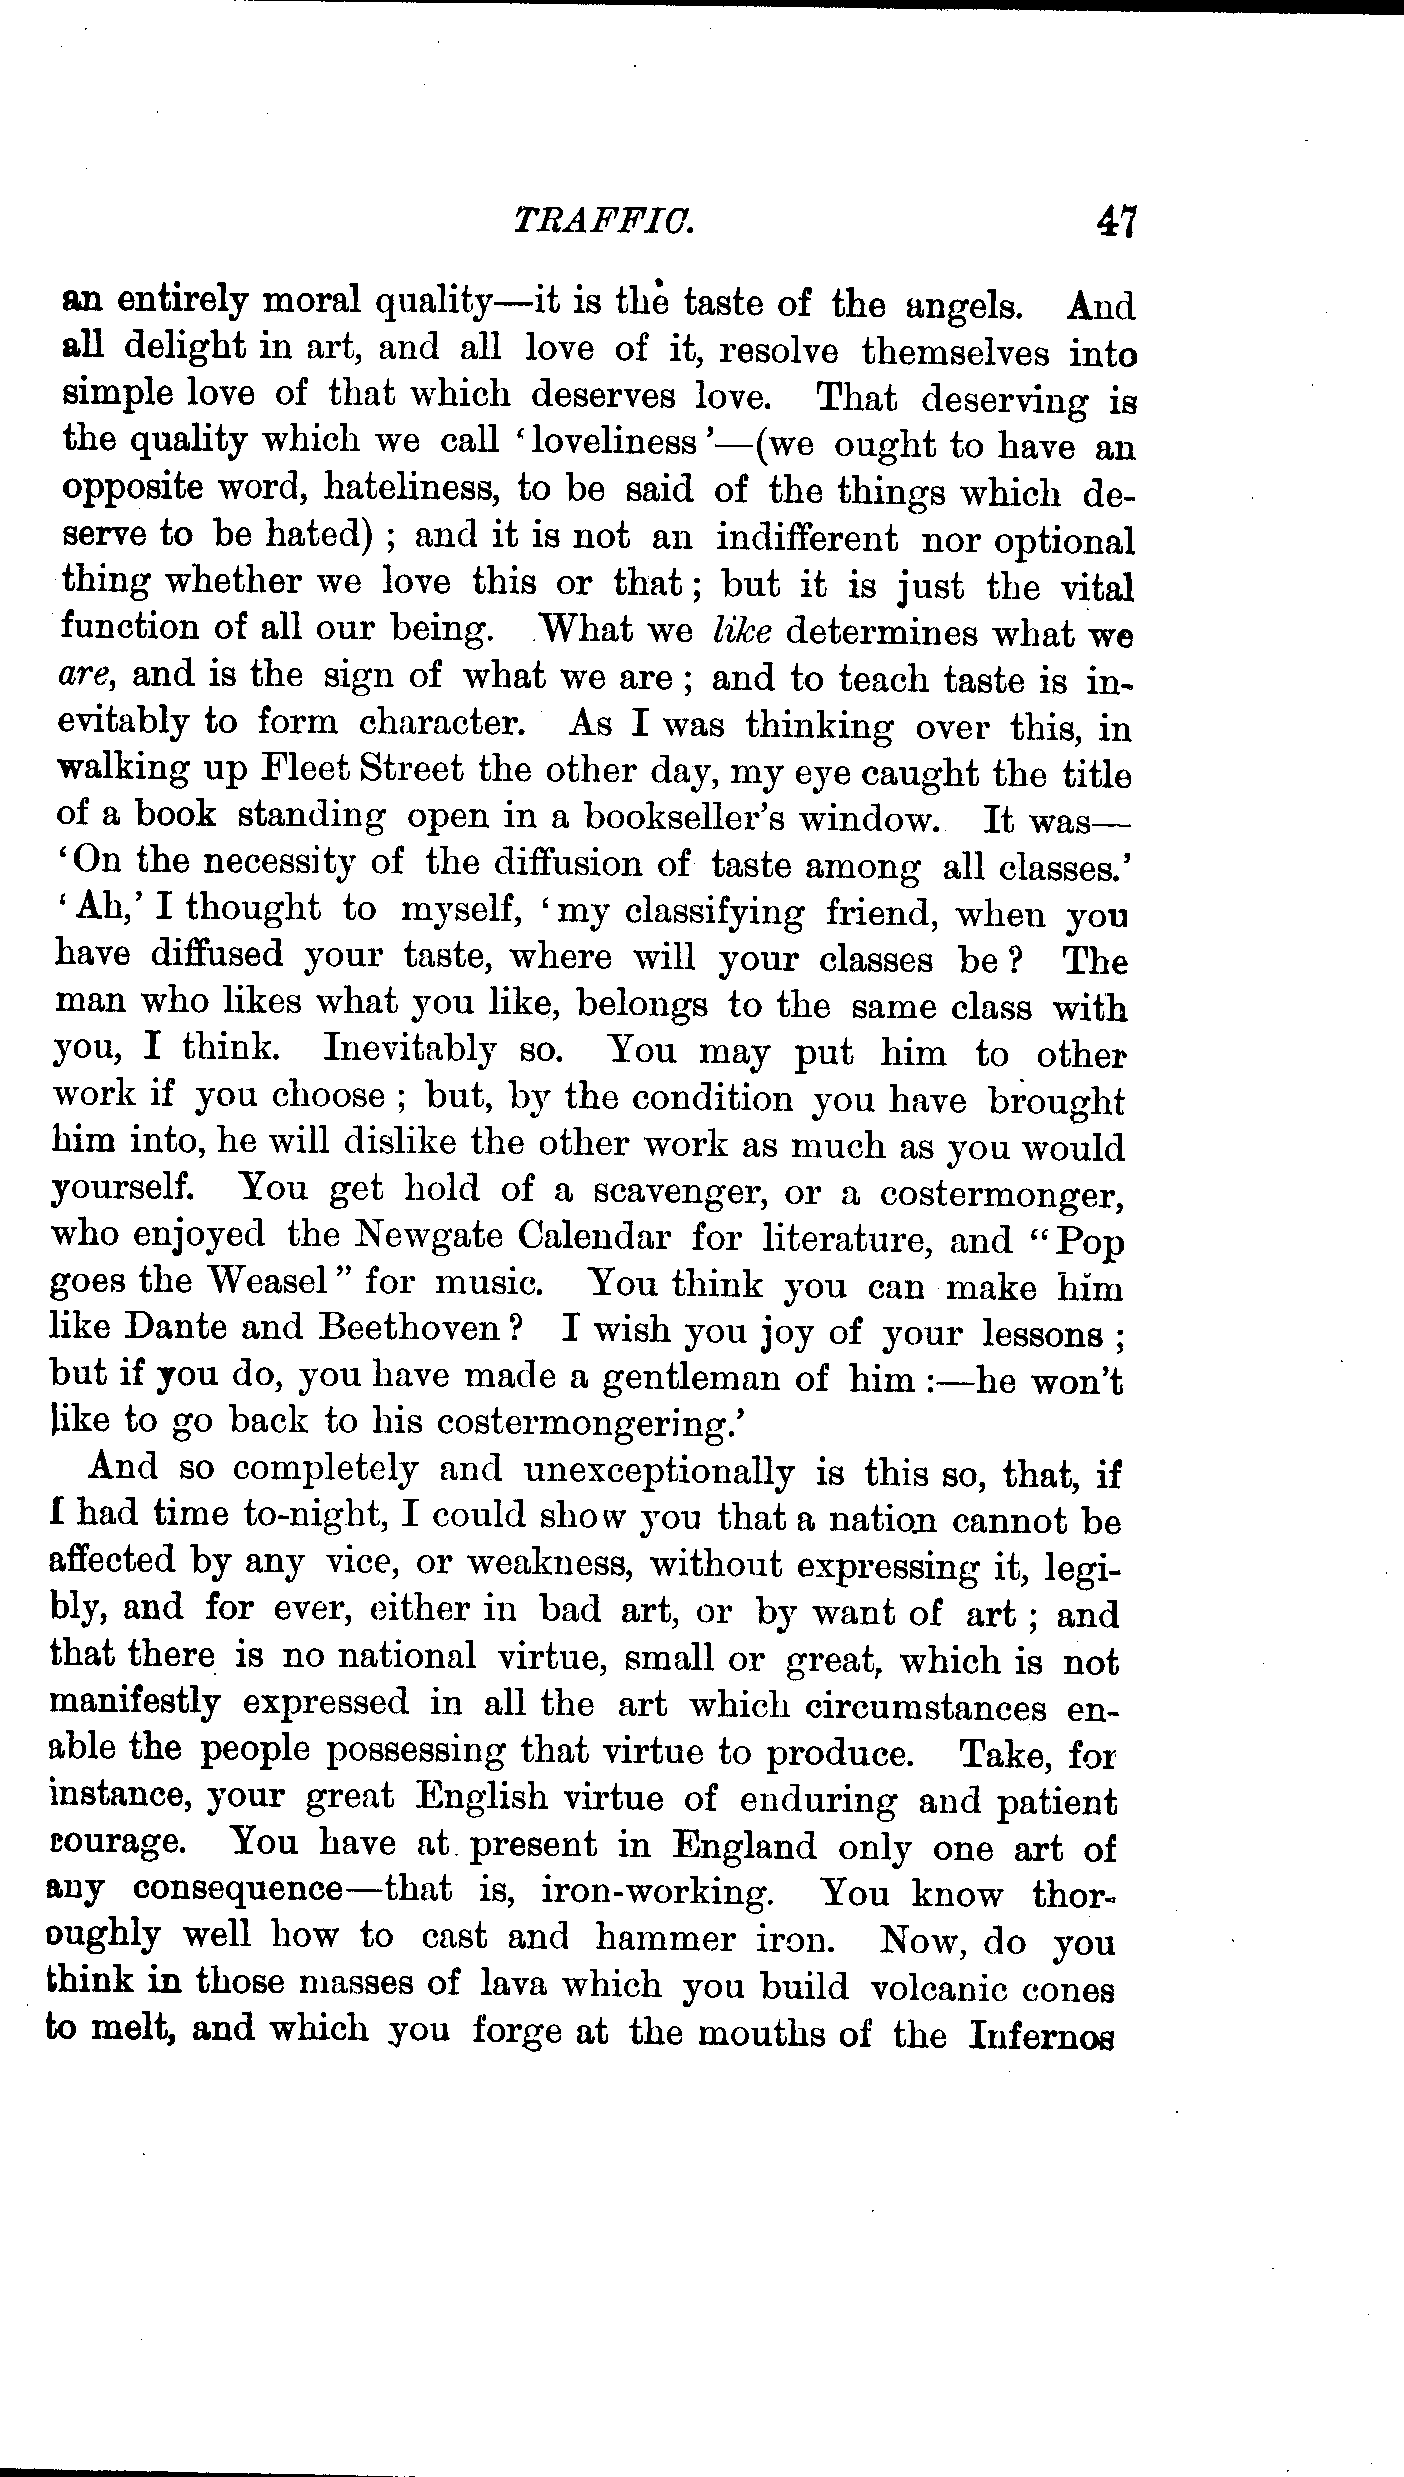 TRAFFIC. 47
an entirely moral quality—it is the taste of the angels. And
all delight in art, and all love of it, resolve themselves into
simple love of that which deserves love. That deserving is
the quality which we call ‘loveliness’—(we ought to have an
opposite word, hateliness, to be said of the things which de-
serve to be hated) ; and it is not an indifferent nor optional
thing whether we love this or that ; but it is just the vital
function of all our being. What we like determines what we
are, and is the sign of what we are ; and to teach taste is in-
evitably to form character. As I was thinking over this, in
walking up Fleet Street the other day, my eye caught the title
of a book standing open in a bookseller’s window. It was—
‘On the necessity of the diffusion of taste among all classes.’
‘Ah,’ I thought to myself, ‘my classifying friend, when you
have diffused your taste, where will your classes be ? The
man who likes what you like, belongs to the same class with
you, I think. Inevitably so. You may put him to other
work if you choose ; but, by the condition you have brought
him into, he will dislike the other work as much as you would
yourself. You get hold of a scavenger, or a costermonger,
who enjoyed the Newgate Calendar for literature, and “Pop
goes the Weasel” for music. You think you can make him
like Dante and Beethoven ? I wish you joy of your lessons ;
but if you do, you have made a gentleman of him :—he won’t
like to go back to his costermongering.’
And so completely and unexceptionally is this so, that, if
I had time to-night, I could show you that a nation cannot be
affected by any vice, or weakness, without expressing it, legi-
bly, and for ever, either in bad art, or by want of art ; and
that there is no national virtue, small or great, which is not
manifestly expressed in all the art which circumstances en-
able the people possessing that virtue to produce. Take, for
instance, your great English virtue of enduring and patient
courage. You have at present in England only one art of
any consequence—that is, iron-working. You know thor-
oughly well how to cast and hammer iron. Now, do you
think in those masses of lava which you build volcanic cones
to melt, and which you forge at the mouths of the Infernos